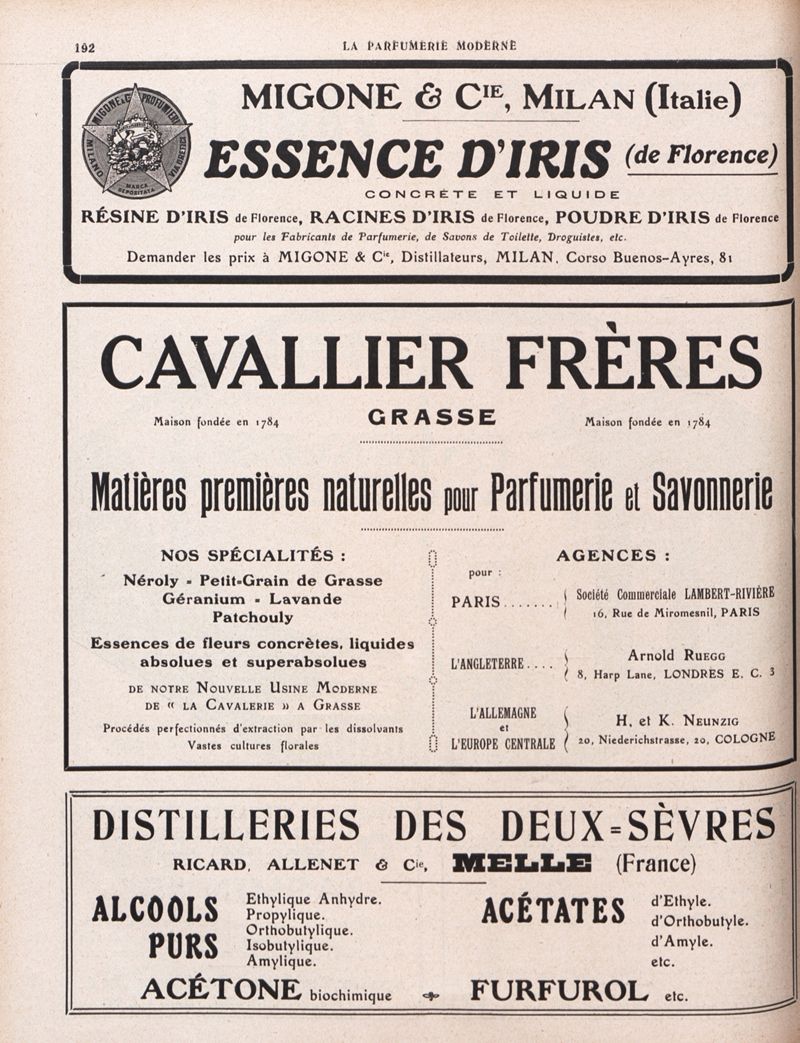 192
LA PARFUMERIE MODERNE
MIGONE & C PROFUMIERI
MILANO
VIA ORETICI
MARCA
DEPOSITATA
MIGONE & CIE, MILAN (Italie)
ESSENCE D'IRIS (de Florence)
CONCRÈTE ET LIQUIDE
RÉSINE D'IRIS de Florence, RACINES D'IRIS de Florence, POUDRE D'IRIS de Florence
pour les Fabricants de Parfumerie, de Savons de Toilette, Droguistes, etc.
Demander les prix à MIGONE & Cie, Distillateurs, MILAN, Corso Buenos-Ayres, 81
CAVALLIER FRÈRES
Maison fondée en 1784 GRASSE Maison fondée en 1784
Matières premières naturelles pour Parfumerie et Savonnerie
NOS SPÉCIALITÉS :
Néroly - Petit-Grain de Grasse
Géranium - Lavande
Patchouly
Essences de fleurs concrètes, liquides
absolues et superabsolues
DE NOTRE NOUVELLE USINE MODERNE
DE « LA CAVALERIE » A GRASSE
Procédés perfectionnés d'extraction par les dissolvants
Vastes cultures florales
AGENCES :
pour :
PARIS....... Société Commerciale LAMBERT-RIVIÈRE
16, Rue de Miromesnil, PARIS
L'ANGLETERRE.... Arnold RUEGG
8, Harp Lane, LONDRES E. C. 3
L'ALLEMAGNE
et
L'EUROPE CENTRALE
H. et K. NEUNZIG
20, Niederichstrasse, 20, COLOGNE
DISTILLERIES DES DEUX=SÈVRES
RICARD, ALLENET & Cie, MELLE (France)
ALCOOLS
PURS
Ethylique Anhydre.
Propylique.
Orthobutylique.
Isobutylique.
Amylique.
ACÉTATES
d'Ethyle.
d'Orthobutyle.
d'Amyle.
etc.
ACÉTONE biochimique FURFUROL etc.